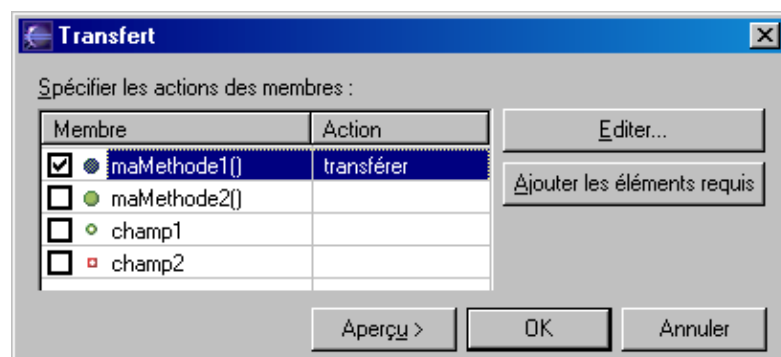 Transfert
Spécifier les actions des membres :
Membre Action
Editer...
maMethode1() transférer
Ajouter les éléments requis
maMethode2()
champ1
champ2
Aperçu > OK Annuler